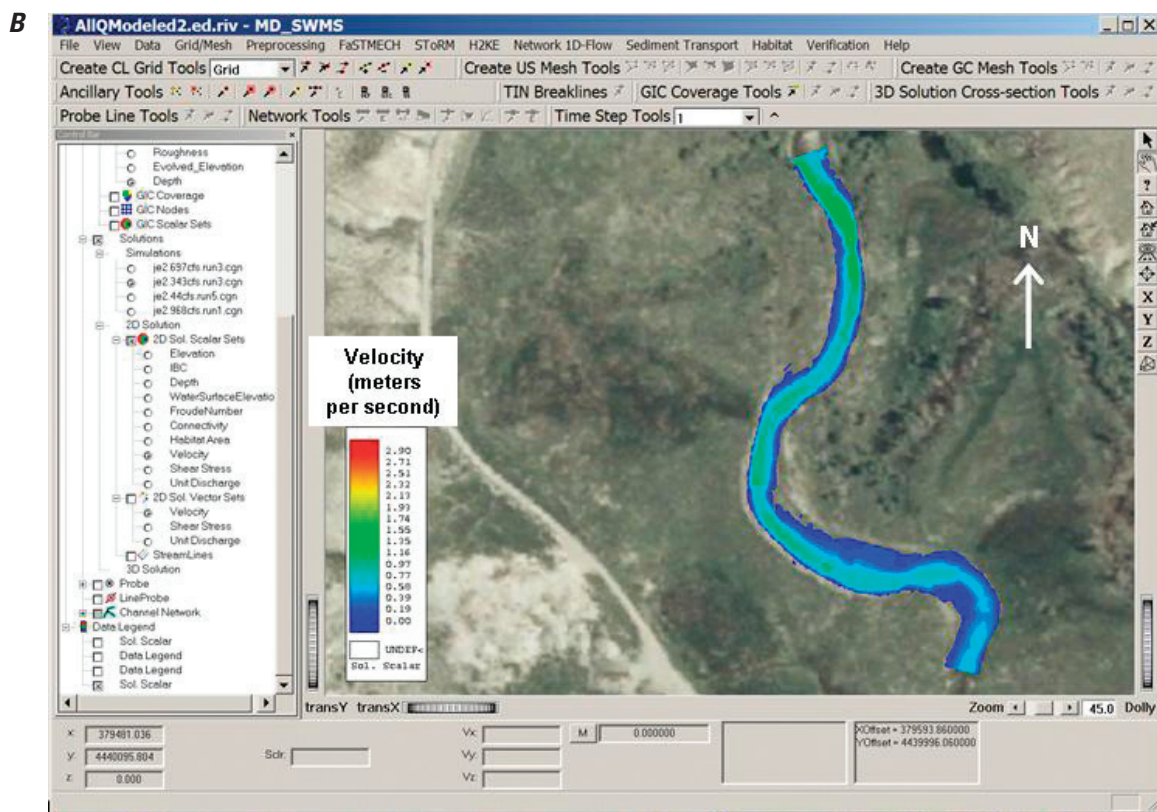 B
AllQModeled2.ed.riv - MD_SWMS
File View Data Grid/Mesh Preprocessing FaSTMECH SToRM H2KE Network 1D-Flow Sediment Transport Habitat Verification Help
Create CL Grid Tools Grid Create US Mesh Tools Create GC Mesh Tools
Ancillary Tools TIN Breaklines GIC Coverage Tools 3D Solution Cross-section Tools
Probe Line Tools Network Tools Time Step Tools 1
Control Bar
Roughness
Evolved_Elevation
Depth
GIC Coverage
GIC Nodes
GIC Scalar Sets
Solutions
Simulations
je2.697cfs.run3.cgn
je2.343cfs.run3.cgn
je2.44cfs.run5.cgn
je2.968cfs.run1.cgn
2D Solution
2D Sol. Scalar Sets
Elevation
IBC
Depth
WaterSurfaceElevatio
FroudeNumber
Connectivity
Habitat Area
Velocity
Shear Stress
Unit Discharge
2D Sol. Vector Sets
Velocity
Shear Stress
Unit Discharge
StreamLines
3D Solution
Probe
LineProbe
Channel Network
Data Legend
Sol. Scalar
Data Legend
Data Legend
Sol. Scalar
Velocity
(meters
per second)
2.90
2.71
2.51
2.32
2.13
1.93
1.74
1.55
1.35
1.16
0.97
0.77
0.58
0.39
0.19
0.00
UNDEF<
Sol. Scalar
N
?
X
Y
Z
transY transX Zoom 45.0 Dolly
x: 379481.036
y: 4440095.804
z: 0.000
Sclr:
Vx:
Vy:
Vz:
M 0.000000
XOffset = 379593.860000
YOffset = 4439996.060000